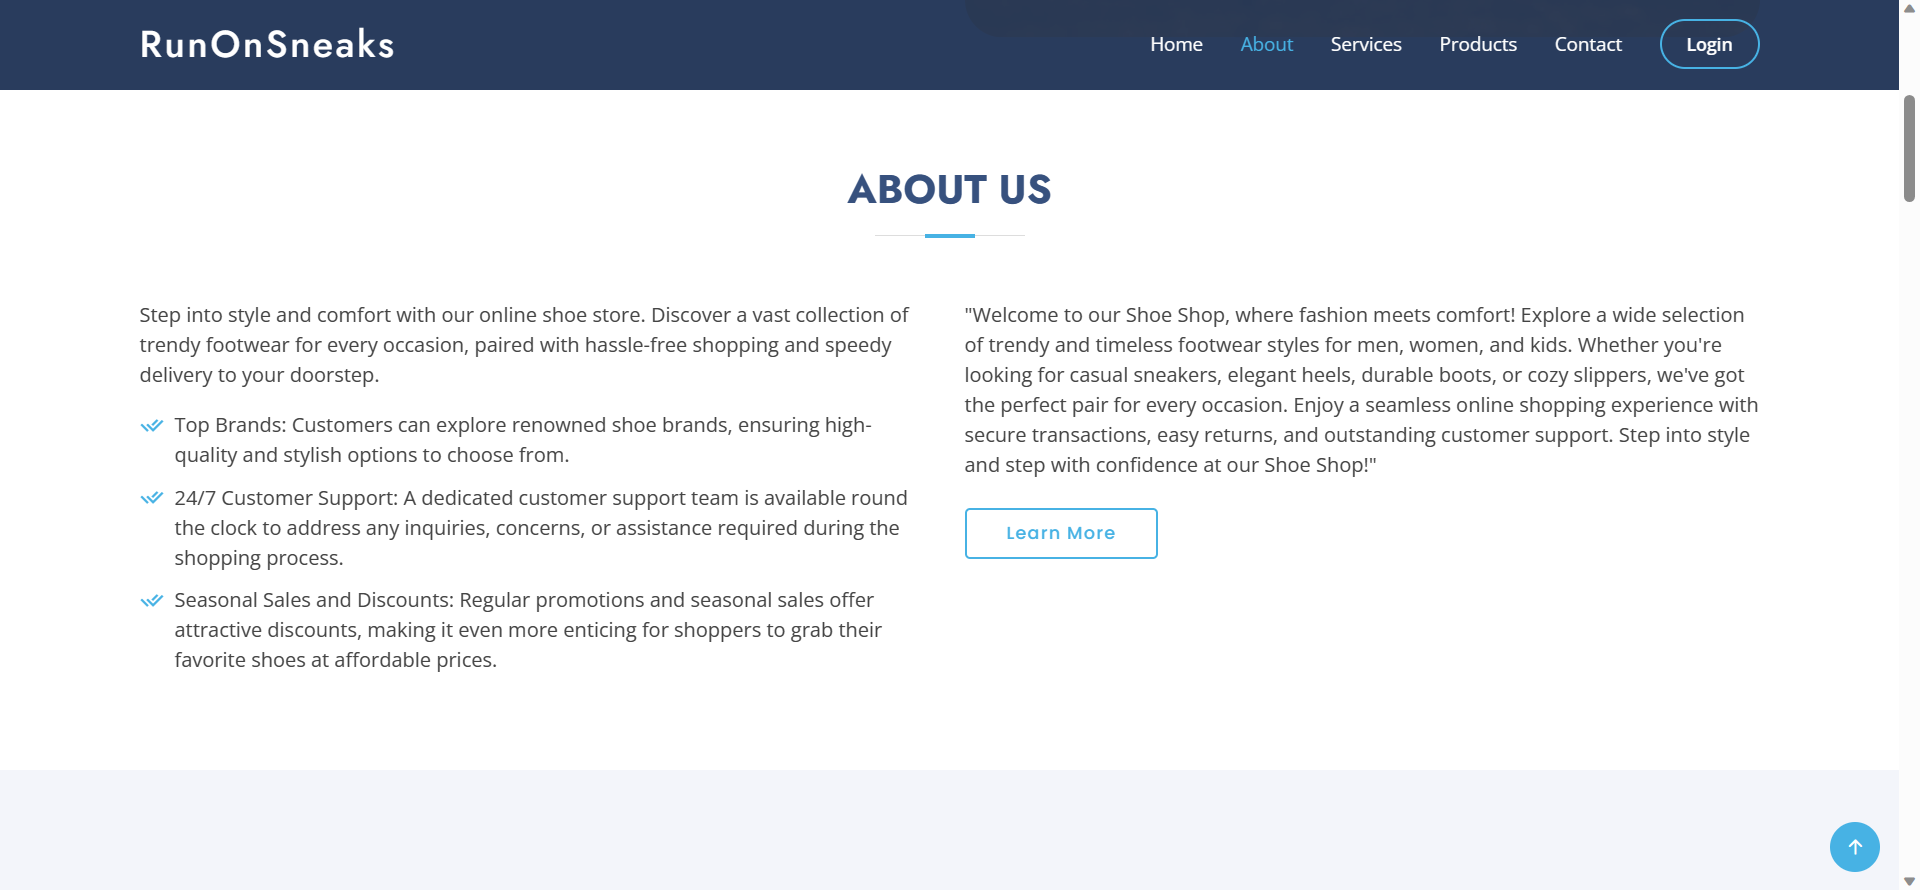 RunOnSneaks
Home About Services Products Contact Login
ABOUT US
Step into style and comfort with our online shoe store. Discover a vast collection of
trendy footwear for every occasion, paired with hassle-free shopping and speedy
delivery to your doorstep.
Top Brands: Customers can explore renowned shoe brands, ensuring high-
quality and stylish options to choose from.
24/7 Customer Support: A dedicated customer support team is available round
the clock to address any inquiries, concerns, or assistance required during the
shopping process.
Seasonal Sales and Discounts: Regular promotions and seasonal sales offer
attractive discounts, making it even more enticing for shoppers to grab their
favorite shoes at affordable prices.
"Welcome to our Shoe Shop, where fashion meets comfort! Explore a wide selection
of trendy and timeless footwear styles for men, women, and kids. Whether you're
looking for casual sneakers, elegant heels, durable boots, or cozy slippers, we've got
the perfect pair for every occasion. Enjoy a seamless online shopping experience with
secure transactions, easy returns, and outstanding customer support. Step into style
and step with confidence at our Shoe Shop!"
Learn More